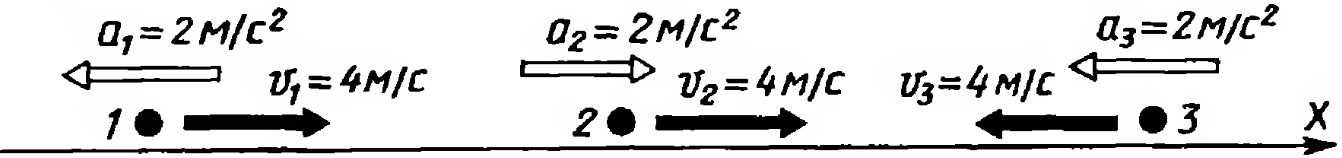 a₁=2м/с² a₂=2м/с² a₃=2м/с²
v₁=4м/с v₂=4м/с v₃=4м/с
1 2 3 X